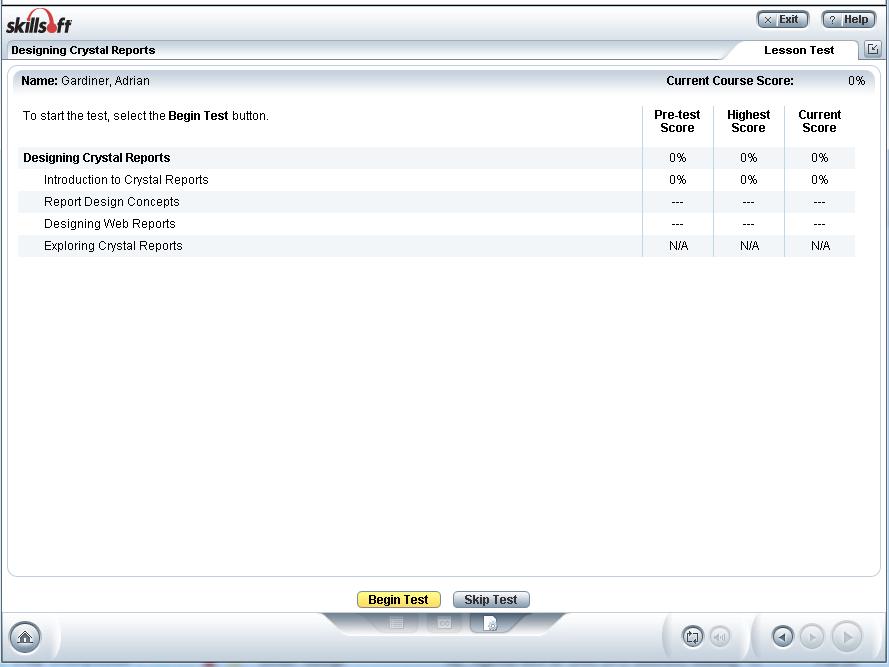 skillsoft
× Exit
? Help
Designing Crystal Reports
Lesson Test
Name: Gardiner, Adrian
Current Course Score: 0%
To start the test, select the Begin Test button.
Pre-test Score Highest Score Current Score
Designing Crystal Reports 0% 0% 0%
Introduction to Crystal Reports 0% 0% 0%
Report Design Concepts --- --- ---
Designing Web Reports --- --- ---
Exploring Crystal Reports N/A N/A N/A
Begin Test
Skip Test